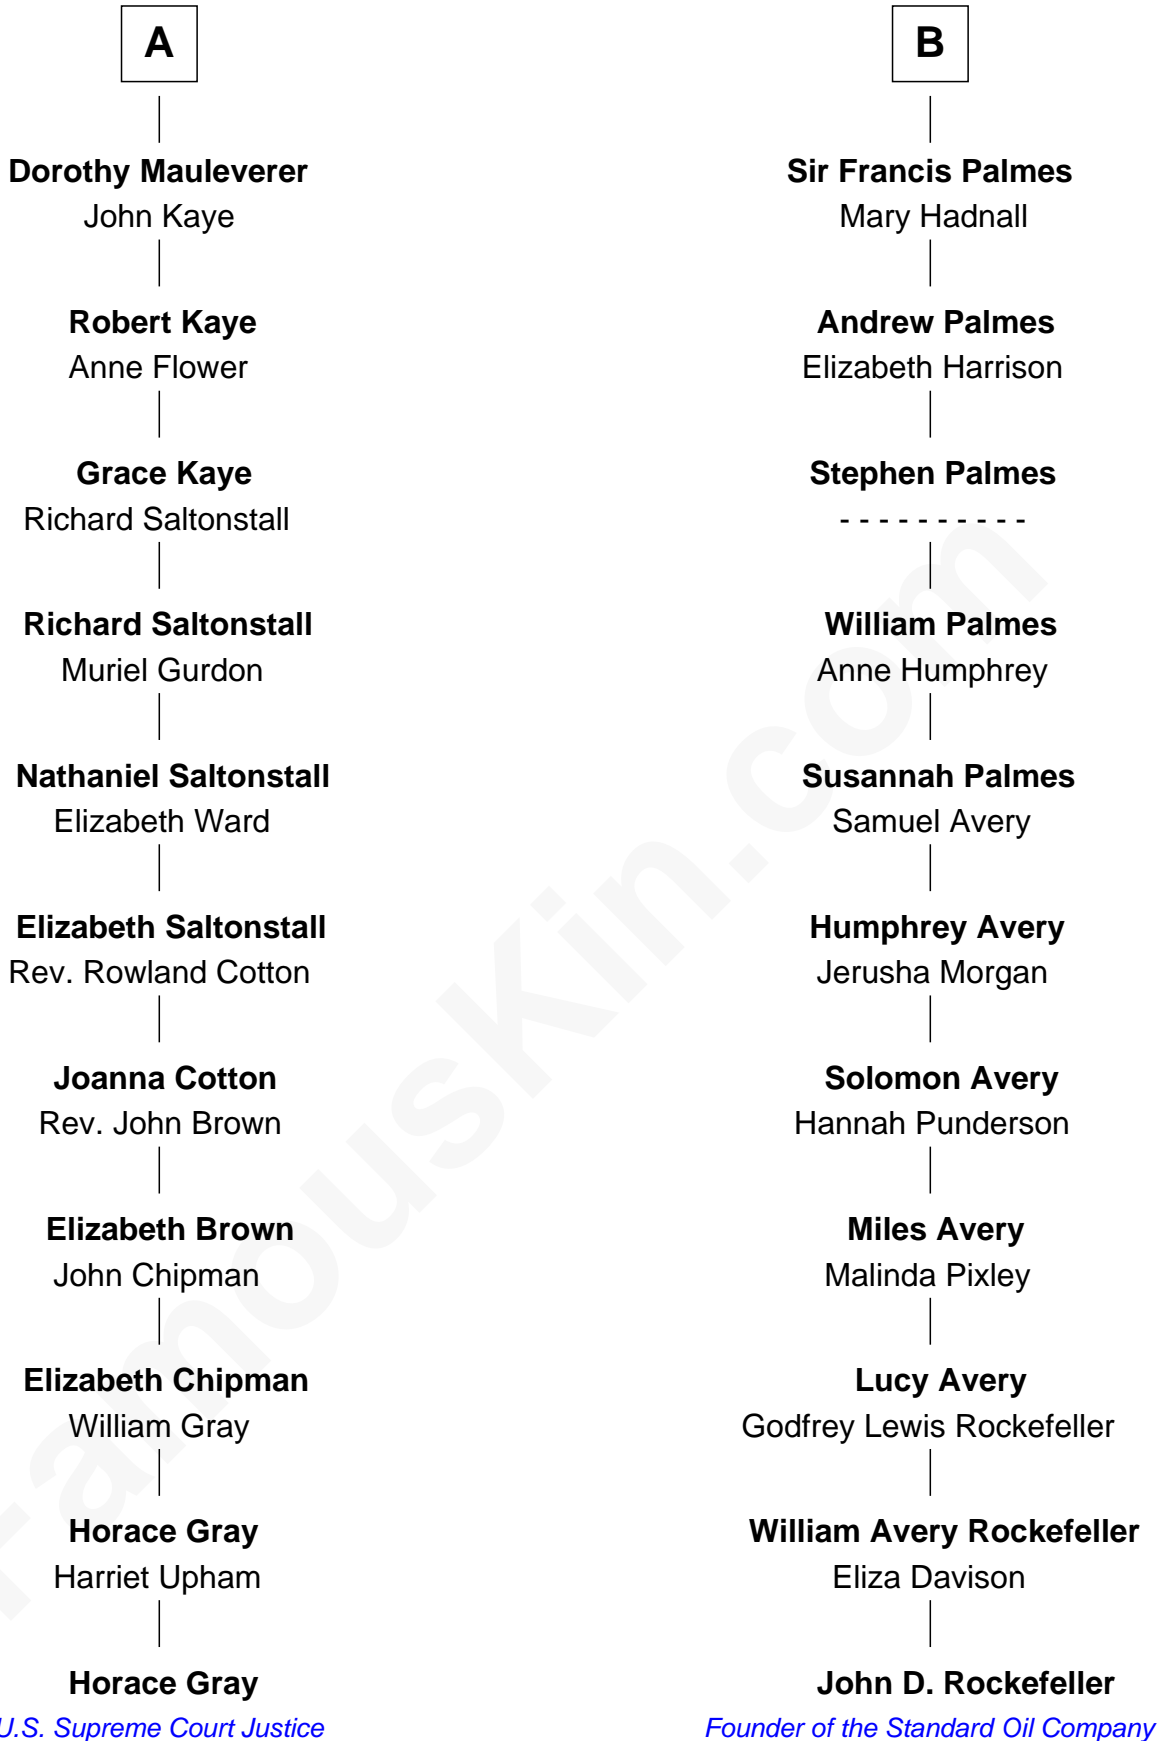 A
Dorothy Mauleverer
John Kaye
Robert Kaye
Anne Flower
Grace Kaye
Richard Saltonstall
Richard Saltonstall
Muriel Gurdon
Nathaniel Saltonstall
Elizabeth Ward
Elizabeth Saltonstall
Rev. Rowland Cotton
Joanna Cotton
Rev. John Brown
Elizabeth Brown
John Chipman
Elizabeth Chipman
William Gray
Horace Gray
Harriet Upham
Horace Gray
U.S. Supreme Court Justice
B
Sir Francis Palmes
Mary Hadnall
Andrew Palmes
Elizabeth Harrison
Stephen Palmes
- - - - - - - - - -
William Palmes
Anne Humphrey
Susannah Palmes
Samuel Avery
Humphrey Avery
Jerusha Morgan
Solomon Avery
Hannah Punderson
Miles Avery
Malinda Pixley
Lucy Avery
Godfrey Lewis Rockefeller
William Avery Rockefeller
Eliza Davison
John D. Rockefeller
Founder of the Standard Oil Company
FamousKin.com